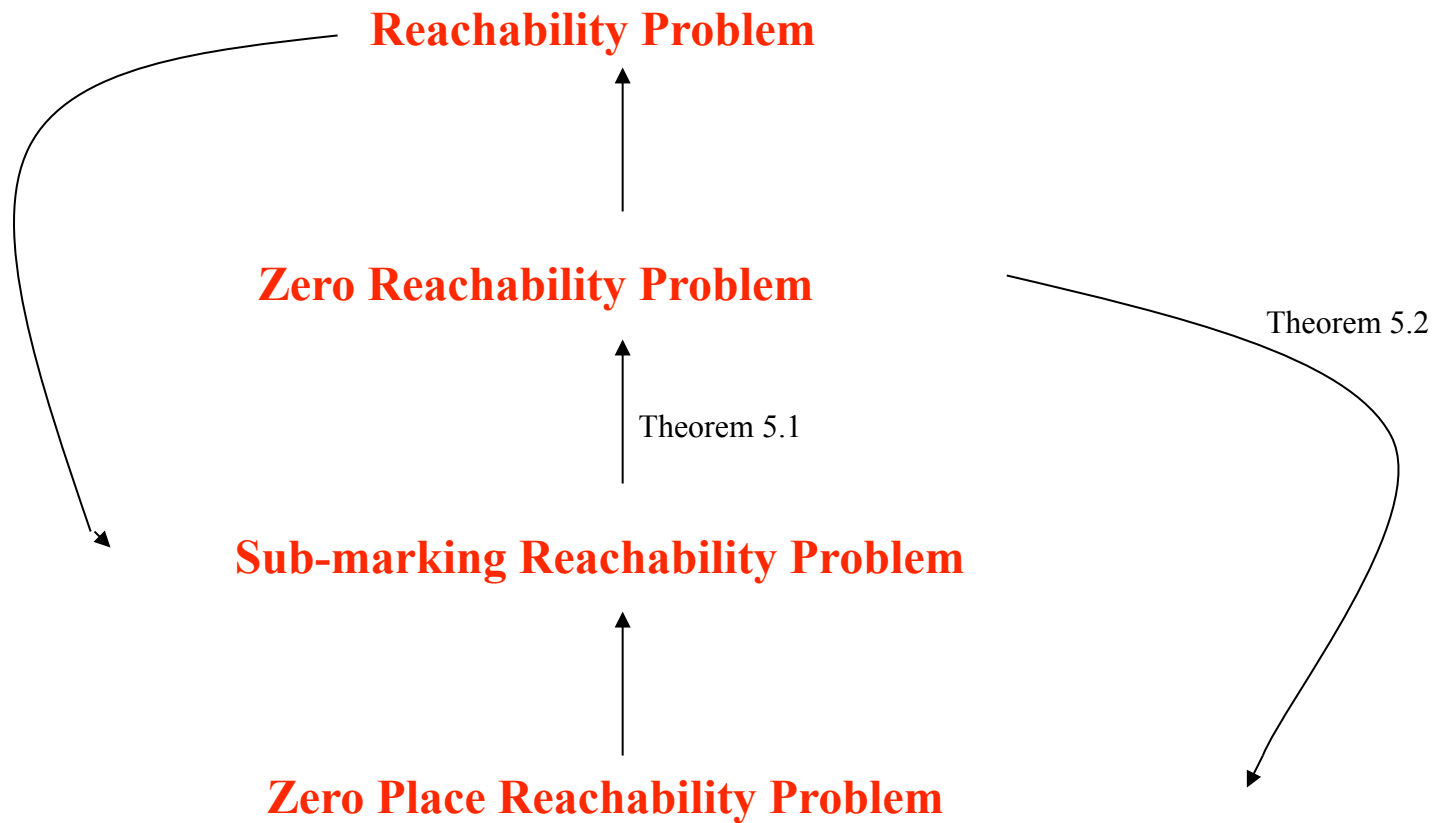 Reachability Problem
Zero Reachability Problem
Theorem 5.2
Theorem 5.1
Sub-marking Reachability Problem
Zero Place Reachability Problem